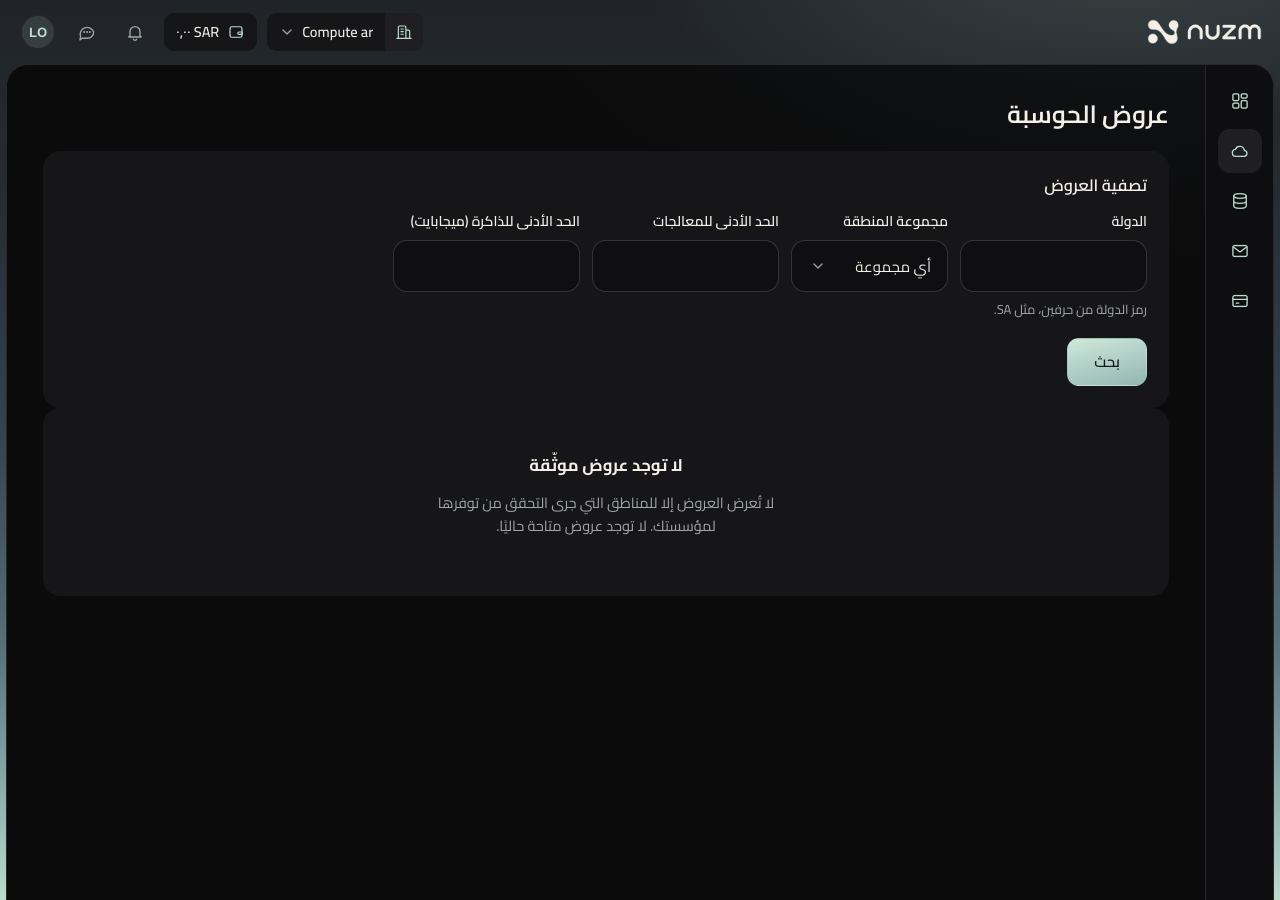 nuzm
Compute ar
٠,٠٠ SAR
LO
عروض الحوسبة
تصفية العروض
الدولة
مجموعة المنطقة
الحد الأدنى للمعالجات
الحد الأدنى للذاكرة (ميجابايت)
أي مجموعة
رمز الدولة من حرفين، مثل SA.
بحث
لا توجد عروض موثّقة
لا تُعرض العروض إلا للمناطق التي جرى التحقق من توفرها
لمؤسستك. لا توجد عروض متاحة حاليًا.